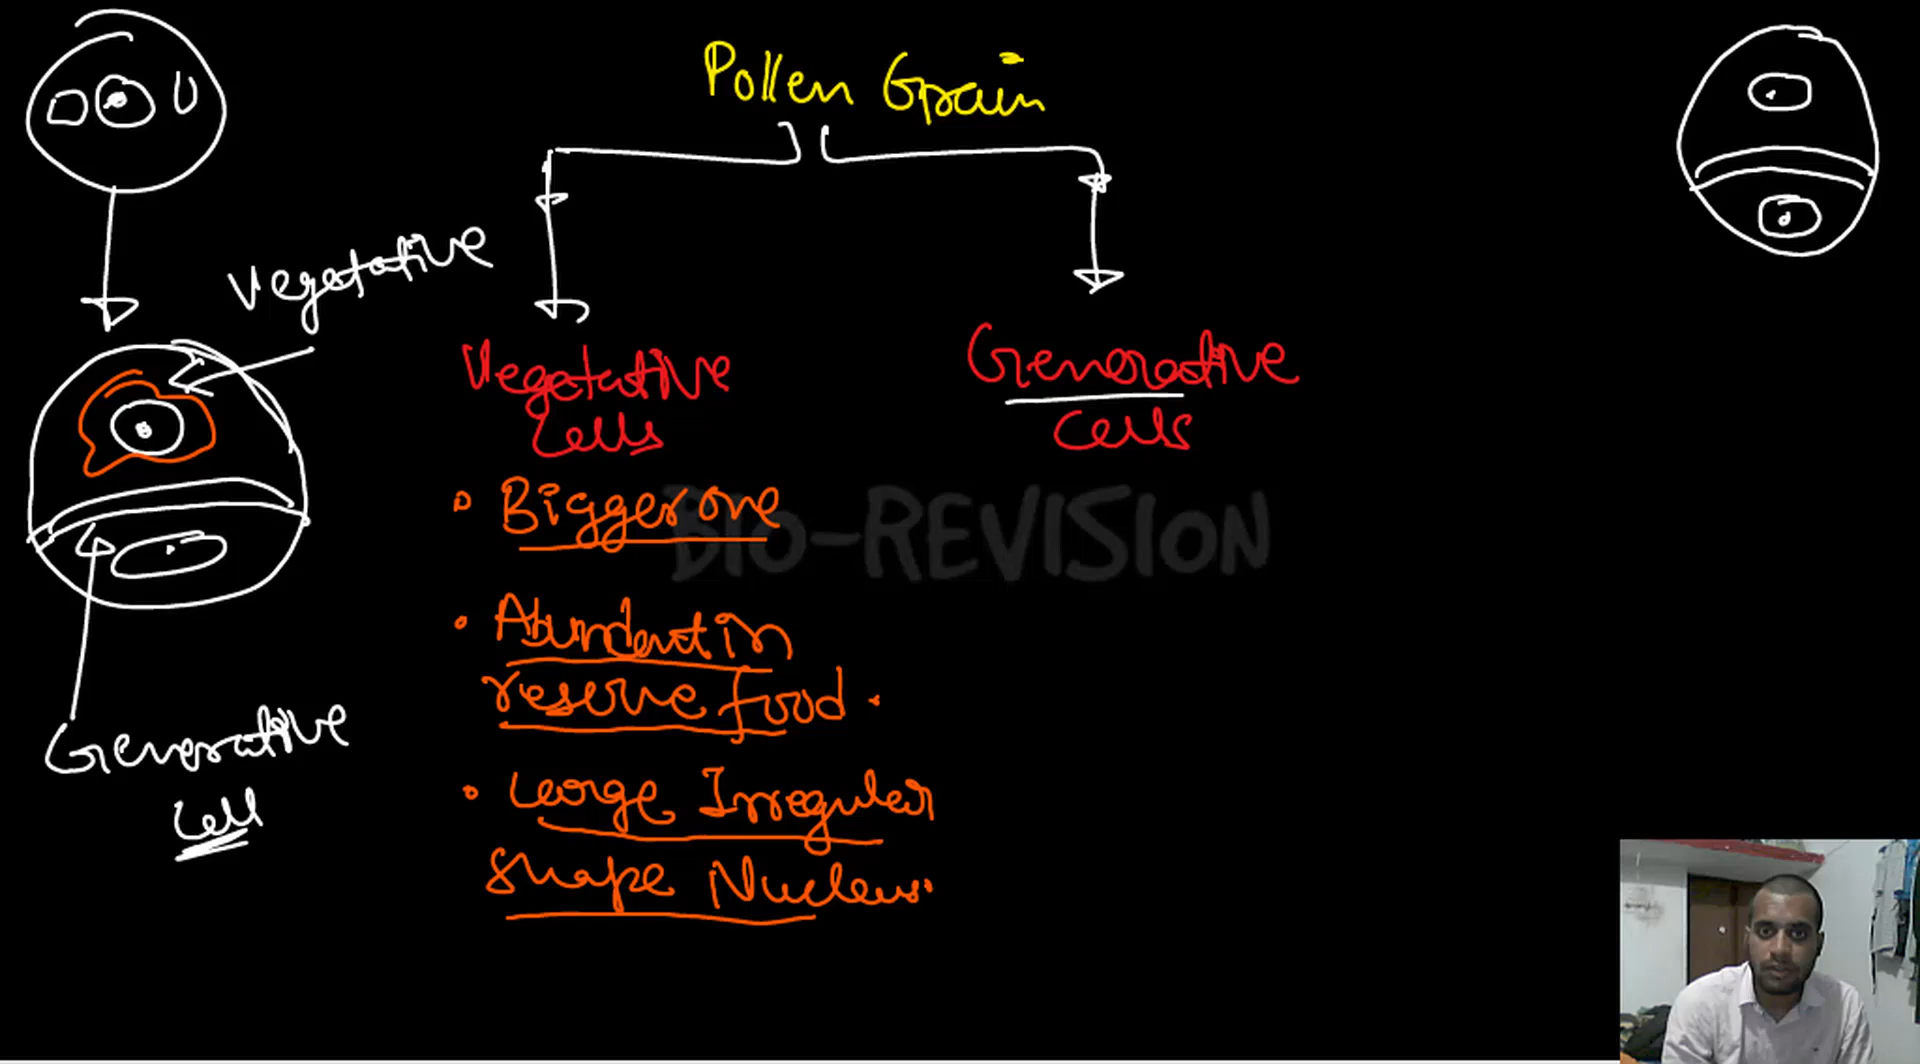 Pollen Grain
Vegetative
Vegetative
Cells
Generative
Cells
• Bigger one
BIO-REVISION
• Abundant in
reserve food.
• Large Irregular
Shape Nucleus.
Generative
Cell